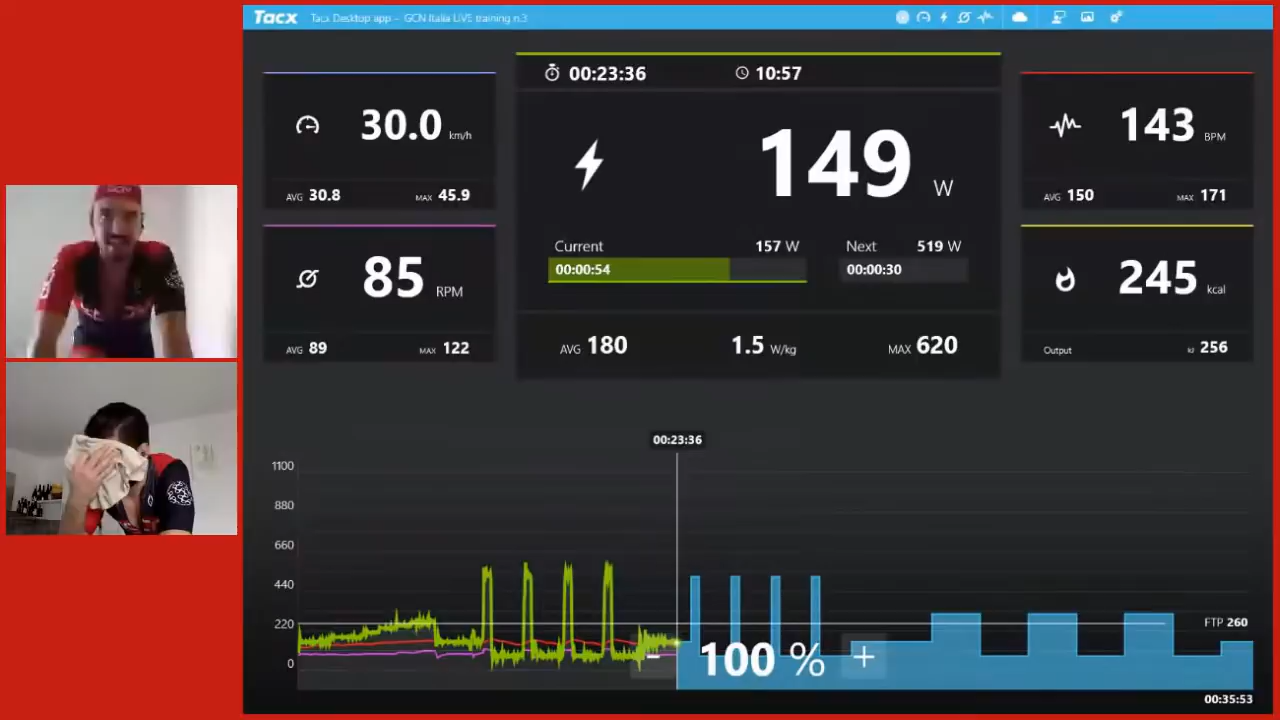 Tacx Tacx Desktop app – GCN Italia LIVE training n.3
00:23:36 10:57
30.0 km/h
AVG 30.8 MAX 45.9
149 W
143 BPM
AVG 150 MAX 171
Current 157 W Next 519 W
00:00:54 00:00:30
85 RPM
AVG 89 MAX 122
245 kcal
Output kJ 256
AVG 180 1.5 W/kg MAX 620
GCN
00:23:36
1100
880
660
440
220
0
FTP 260
- 100 % +
00:35:53